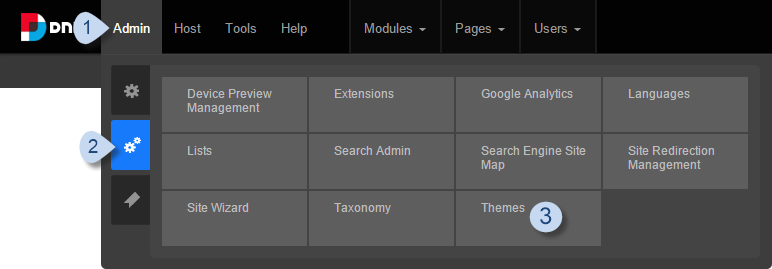 1
DN
Admin
Host
Tools
Help
Modules
Pages
Users
Device Preview
Management
Extensions
Google Analytics
Languages
2
Lists
Search Admin
Search Engine Site
Map
Site Redirection
Management
Site Wizard
Taxonomy
Themes
3